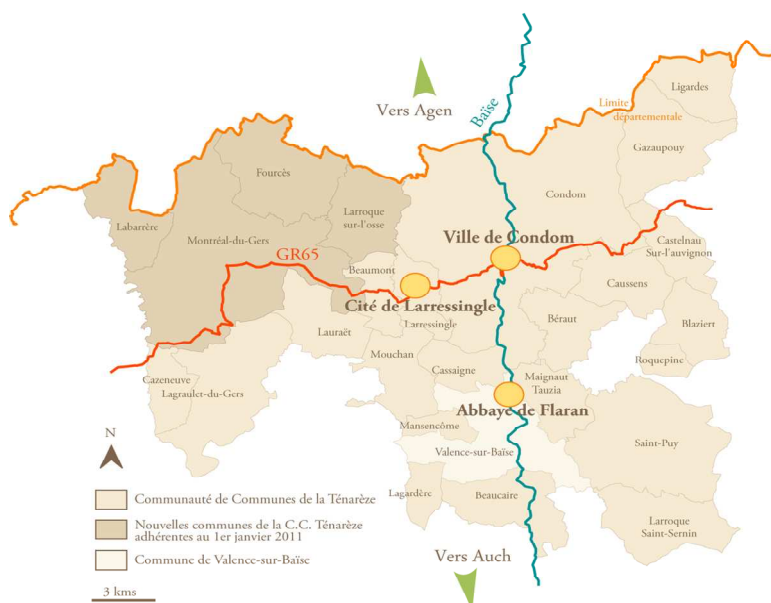 Ligardes
Vers Agen
Baïse
Limite
départementale
Gazaupouy
Fourcès
Condom
Labarrère
Larroque
sur-l'osse
Montréal-du-Gers
Ville de Condom
Castelnau
Sur-l'auvignon
GR65
Beaumont
Caussens
Cité de Larressingle
Larressingle
Béraut
Blaziert
Lauraët
Mouchan
Roquepine
Cassaigne
Maignaut
Tauzia
Cazeneuve
Lagraulet-du-Gers
Abbaye de Flaran
Mansencôme
N
Valence-sur-Baïse
Saint-Puy
Lagardère
Beaucaire
Communauté de Communes de la Ténarèze
Nouvelles communes de la C.C. Ténarèze
adhérentes au 1er janvier 2011
Larroque
Saint-Sernin
Commune de Valence-sur-Baïse
Vers Auch
3 kms